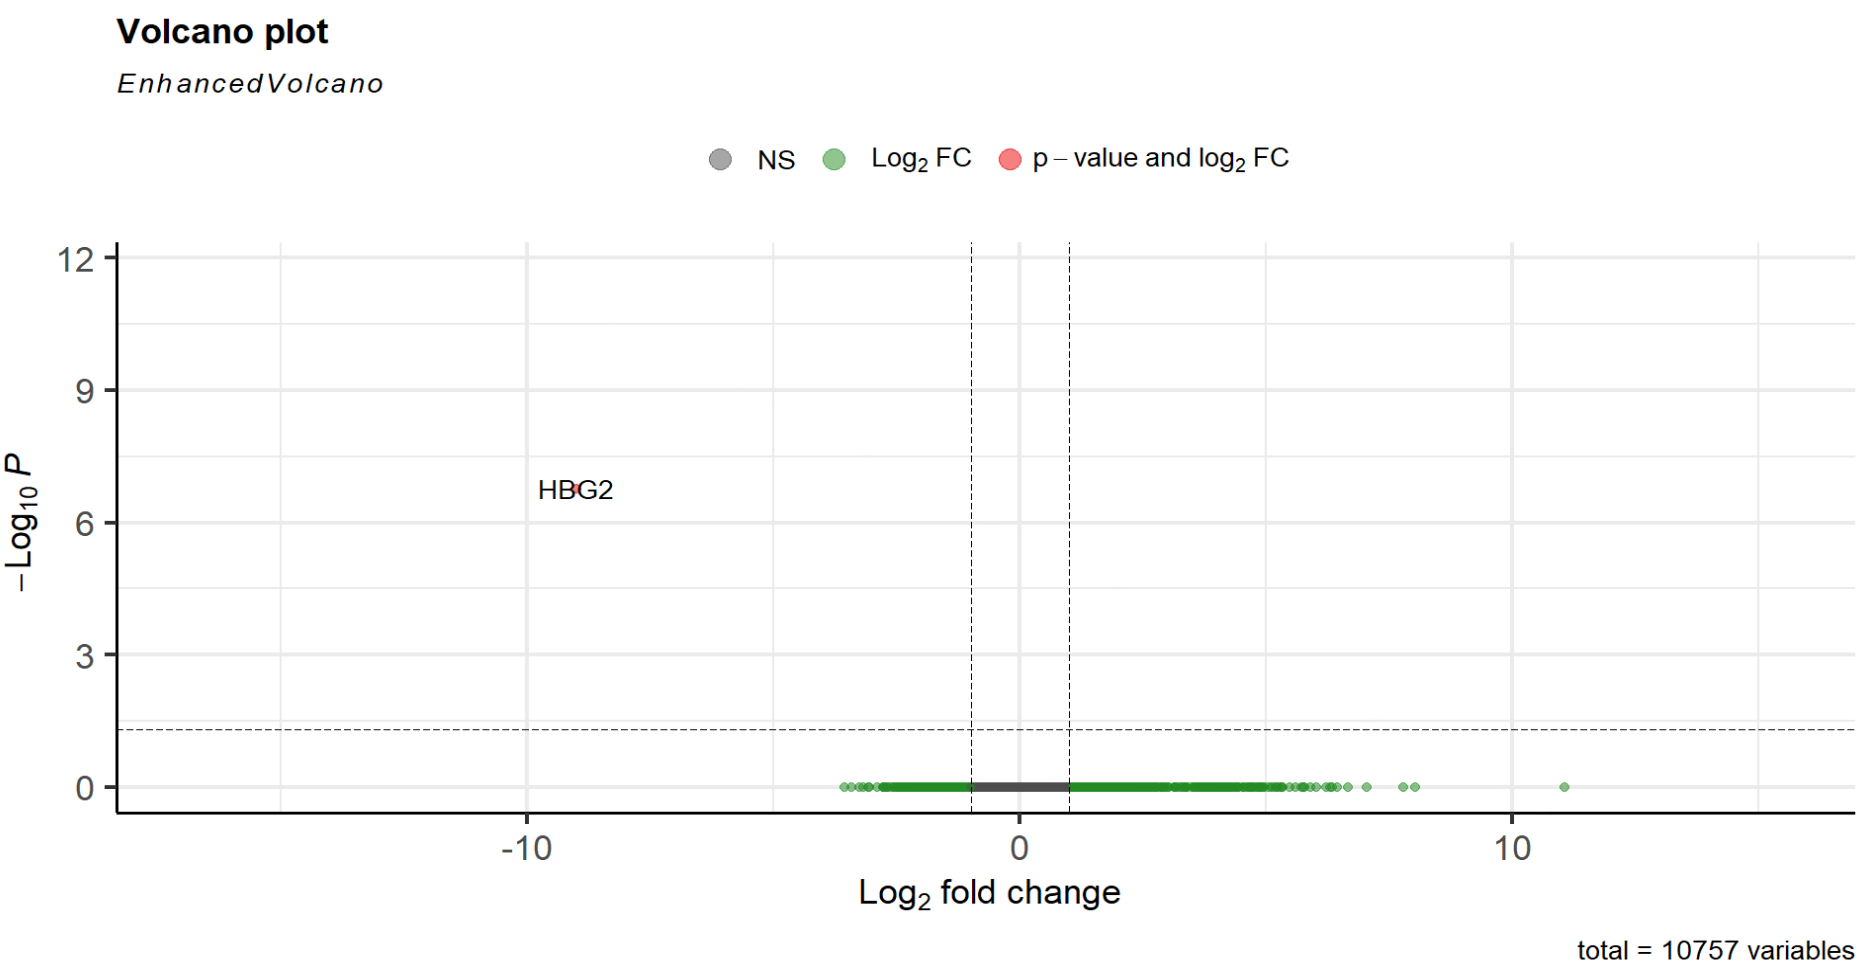 Volcano plot
EnhancedVolcano
NS Log₂ FC p − value and log₂ FC
12
9
6
3
0
−Log₁₀ P
HBG2
-10 0 10
Log₂ fold change
total = 10757 variables